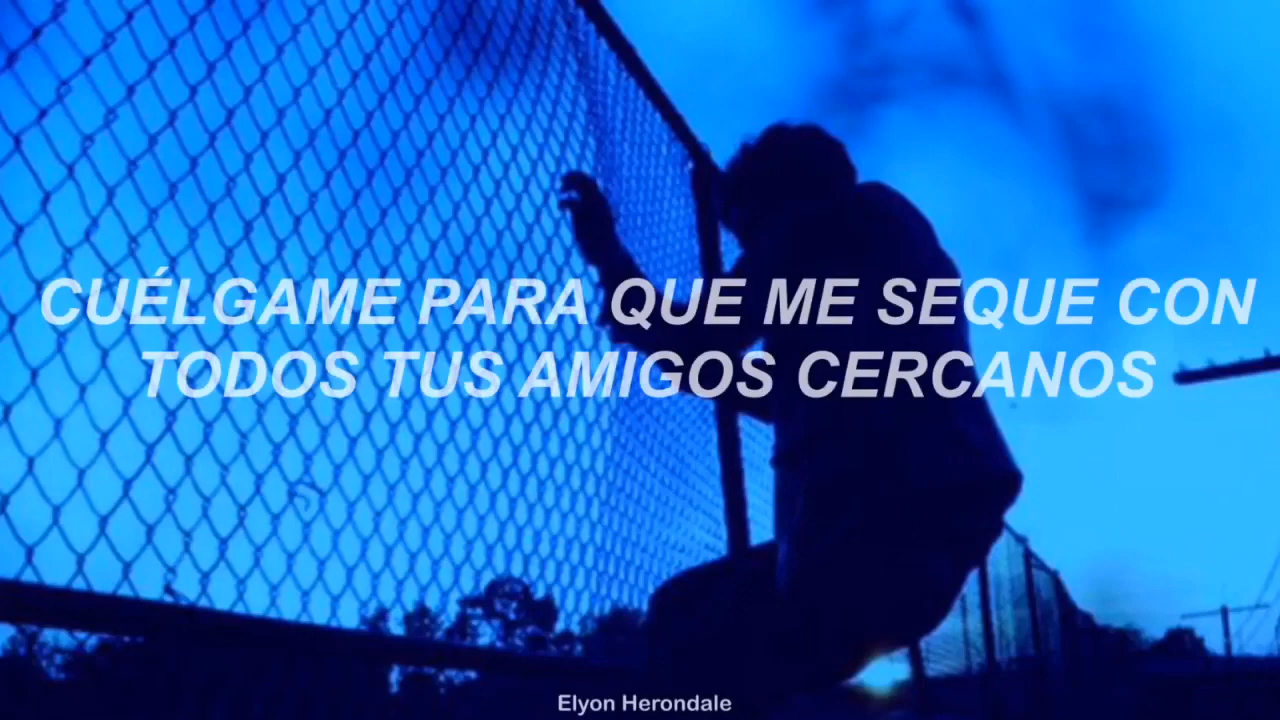 CUÉLGAME PARA QUE ME SEQUE CON
TODOS TUS AMIGOS CERCANOS
Elyon Herondale